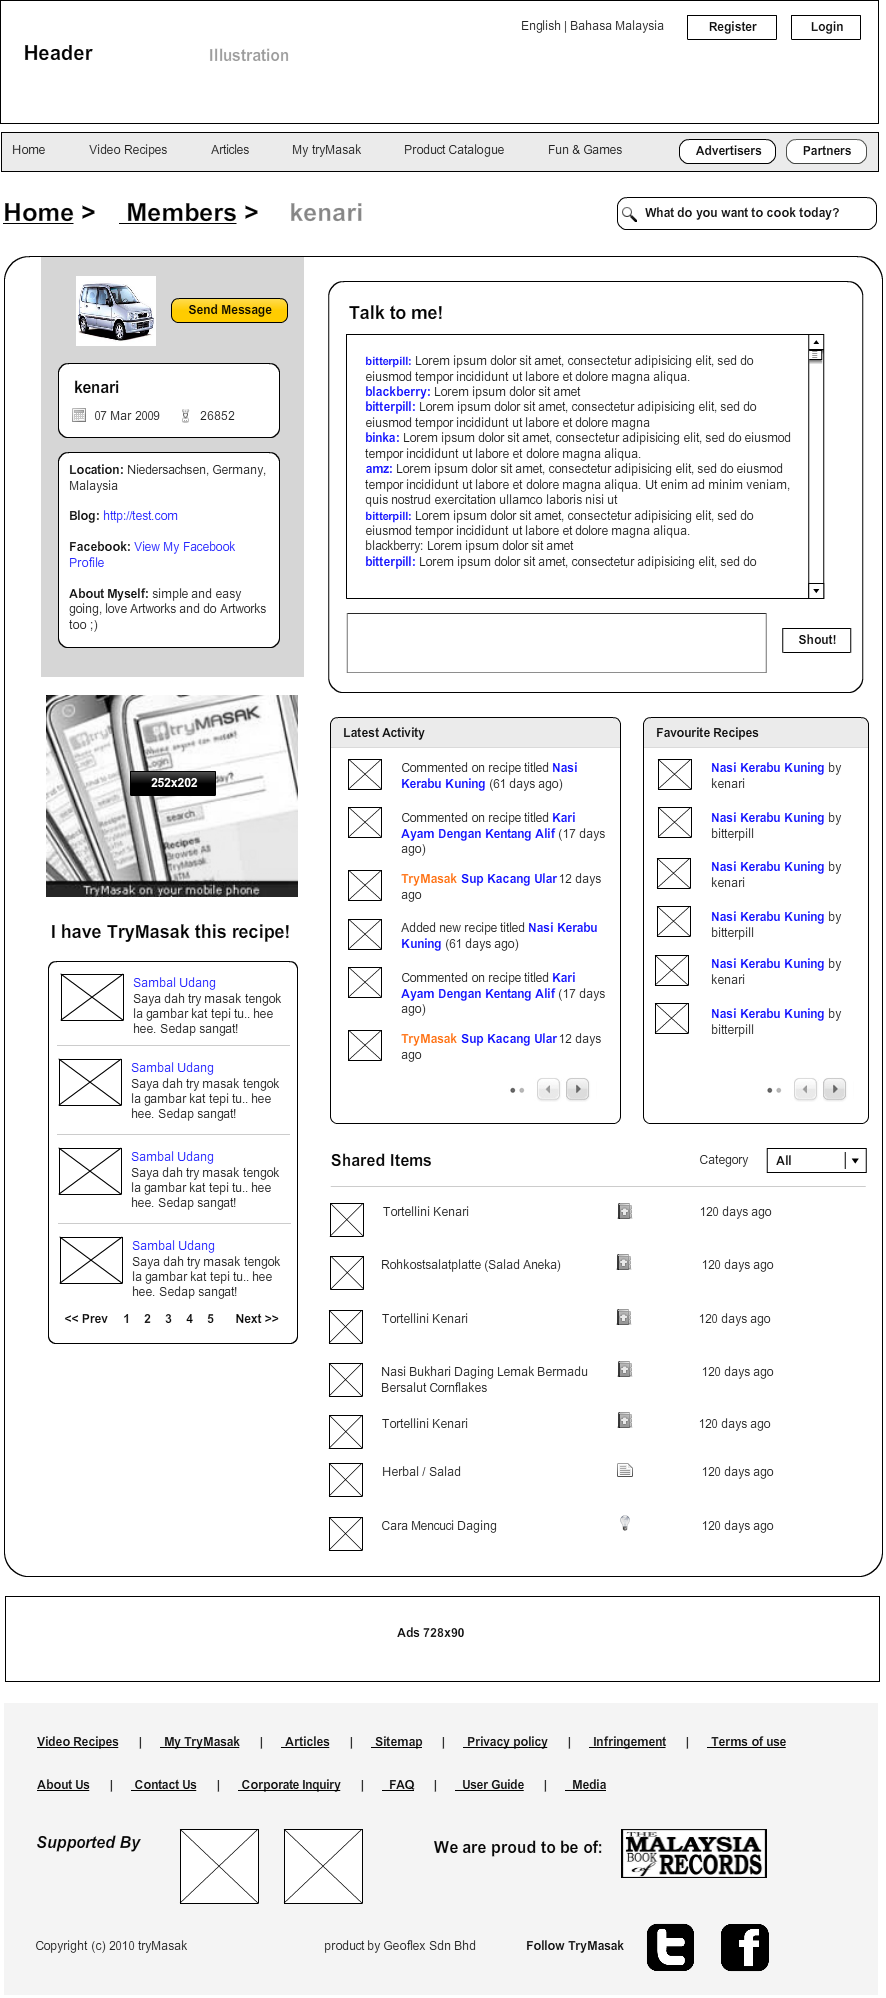 English | Bahasa Malaysia
Register
Login
Header
Illustration
Home
Video Recipes
Articles
My tryMasak
Product Catalogue
Fun & Games
Advertisers
Partners
Home > Members > kenari
What do you want to cook today?
Send Message
kenari
07 Mar 2009
26852
Location: Niedersachsen, Germany,
Malaysia
Blog: http://test.com
Facebook: View My Facebook
Profile
About Myself: simple and easy
going, love Artworks and do Artworks
too ;)
Talk to me!
bitterpill: Lorem ipsum dolor sit amet, consectetur adipisicing elit, sed do
eiusmod tempor incididunt ut labore et dolore magna aliqua.
blackberry: Lorem ipsum dolor sit amet
bitterpill: Lorem ipsum dolor sit amet, consectetur adipisicing elit, sed do
eiusmod tempor incididunt ut labore et dolore magna
binka: Lorem ipsum dolor sit amet, consectetur adipisicing elit, sed do eiusmod
tempor incididunt ut labore et dolore magna aliqua.
amz: Lorem ipsum dolor sit amet, consectetur adipisicing elit, sed do eiusmod
tempor incididunt ut labore et dolore magna aliqua. Ut enim ad minim veniam,
quis nostrud exercitation ullamco laboris nisi ut
bitterpill: Lorem ipsum dolor sit amet, consectetur adipisicing elit, sed do
eiusmod tempor incididunt ut labore et dolore magna aliqua.
blackberry: Lorem ipsum dolor sit amet
bitterpill: Lorem ipsum dolor sit amet, consectetur adipisicing elit, sed do
Shout!
tryMASAK
252x202
day?
search
Recipes
Browse All
TryMasak
TryMasak on your mobile phone
I have TryMasak this recipe!
Sambal Udang
Saya dah try masak tengok
la gambar kat tepi tu.. hee
hee. Sedap sangat!
Sambal Udang
Saya dah try masak tengok
la gambar kat tepi tu.. hee
hee. Sedap sangat!
Sambal Udang
Saya dah try masak tengok
la gambar kat tepi tu.. hee
hee. Sedap sangat!
Sambal Udang
Saya dah try masak tengok
la gambar kat tepi tu.. hee
hee. Sedap sangat!
<< Prev 1 2 3 4 5 Next >>
Latest Activity
Commented on recipe titled Nasi
Kerabu Kuning (61 days ago)
Commented on recipe titled Kari
Ayam Dengan Kentang Alif (17 days
ago)
TryMasak Sup Kacang Ular 12 days
ago
Added new recipe titled Nasi Kerabu
Kuning (61 days ago)
Commented on recipe titled Kari
Ayam Dengan Kentang Alif (17 days
ago)
TryMasak Sup Kacang Ular 12 days
ago
Favourite Recipes
Nasi Kerabu Kuning by
kenari
Nasi Kerabu Kuning by
bitterpill
Nasi Kerabu Kuning by
kenari
Nasi Kerabu Kuning by
bitterpill
Nasi Kerabu Kuning by
kenari
Nasi Kerabu Kuning by
bitterpill
Shared Items
Category
All
Tortellini Kenari
120 days ago
Rohkostsalatplatte (Salad Aneka)
120 days ago
Tortellini Kenari
120 days ago
Nasi Bukhari Daging Lemak Bermadu
Bersalut Cornflakes
120 days ago
Tortellini Kenari
120 days ago
Herbal / Salad
120 days ago
Cara Mencuci Daging
120 days ago
Ads 728x90
Video Recipes | My TryMasak | Articles | Sitemap | Privacy policy | Infringement | Terms of use
About Us | Contact Us | Corporate Inquiry | FAQ | User Guide | Media
Supported By
We are proud to be of:
THE
MALAYSIA
BOOK of RECORDS
Copyright (c) 2010 tryMasak
product by Geoflex Sdn Bhd
Follow TryMasak